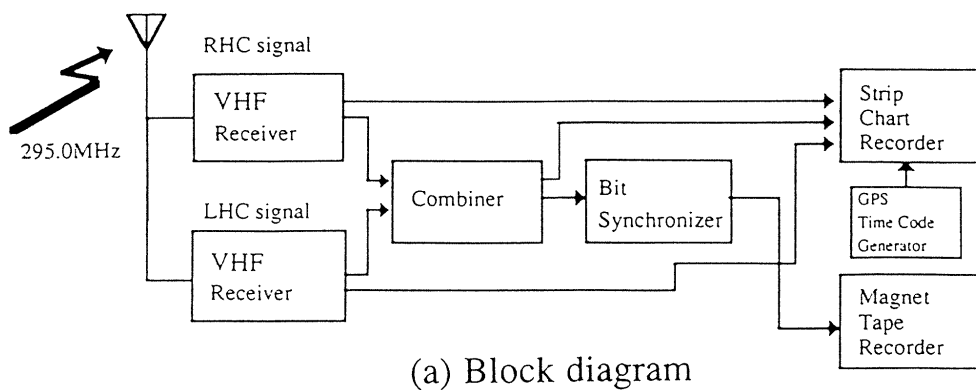 RHC signal
VHF
Receiver
295.0MHz
LHC signal
VHF
Receiver
Combiner
Bit
Synchronizer
Strip
Chart
Recorder
GPS
Time Code
Generator
Magnet
Tape
Recorder
(a) Block diagram